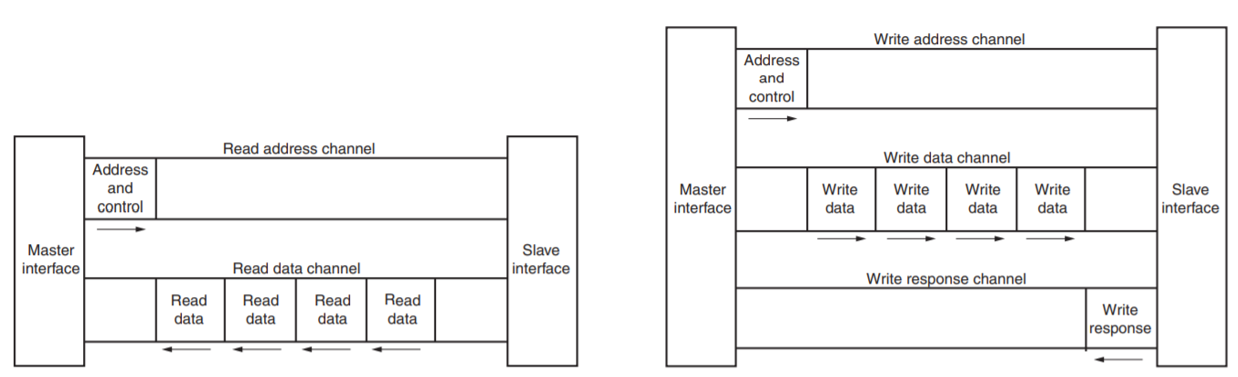 Read address channel
Address
and
control
Master
interface
Slave
interface
Read data channel
Read
data
Read
data
Read
data
Read
data
Write address channel
Address
and
control
Write data channel
Master
interface
Write
data
Write
data
Write
data
Write
data
Slave
interface
Write response channel
Write
response